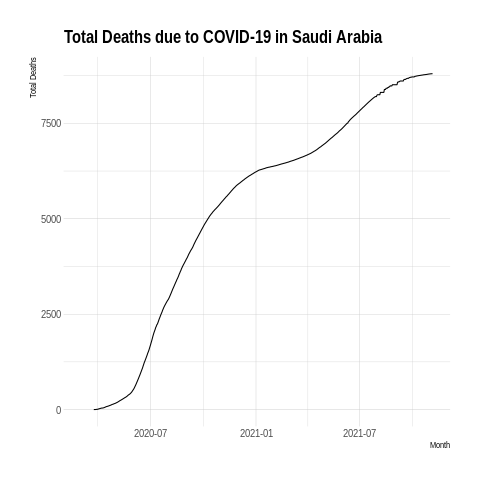 Total Deaths due to COVID-19 in Saudi Arabia
Total Deaths
7500
5000
2500
0
2020-07
2021-01
2021-07
Month